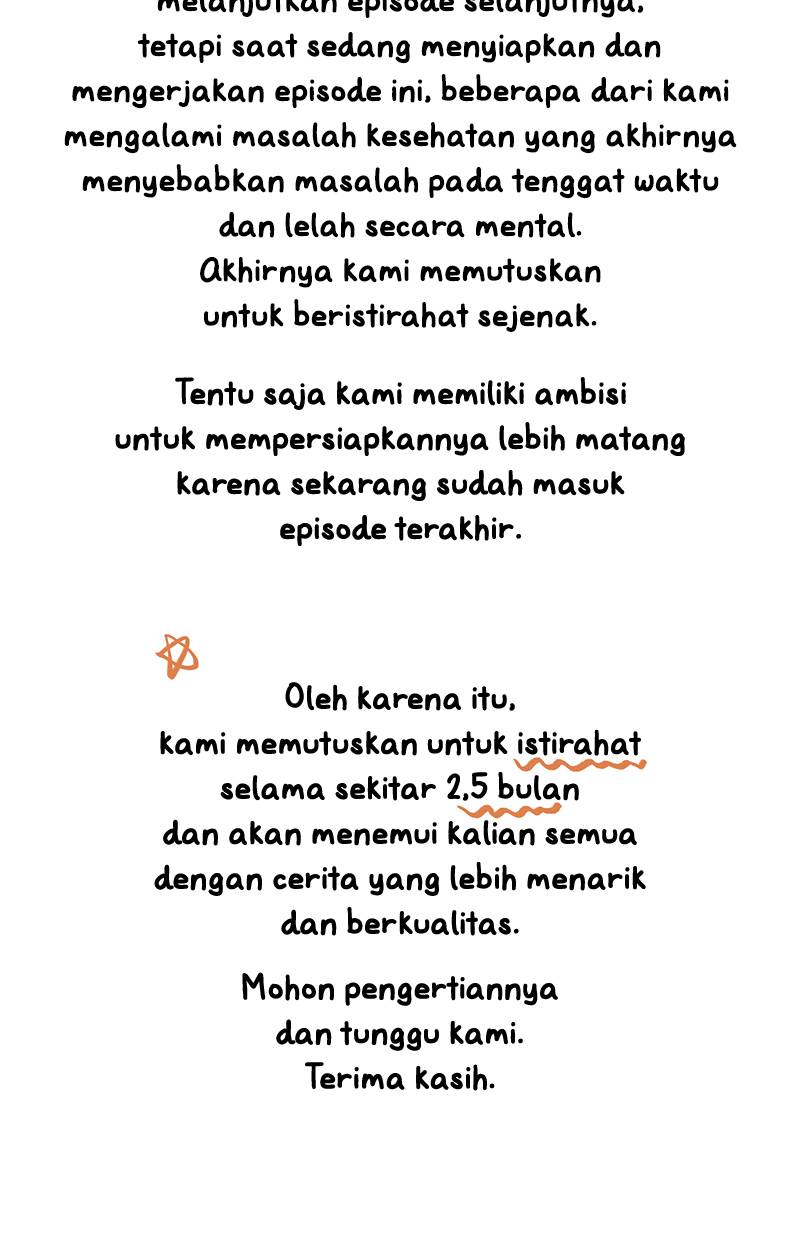 melanjutkan episode selanjutnya,
tetapi saat sedang menyiapkan dan
mengerjakan episode ini, beberapa dari kami
mengalami masalah kesehatan yang akhirnya
menyebabkan masalah pada tenggat waktu
dan lelah secara mental.
Akhirnya kami memutuskan
untuk beristirahat sejenak.
Tentu saja kami memiliki ambisi
untuk mempersiapkannya lebih matang
karena sekarang sudah masuk
episode terakhir.
Oleh karena itu,
kami memutuskan untuk istirahat
selama sekitar 2,5 bulan
dan akan menemui kalian semua
dengan cerita yang lebih menarik
dan berkualitas.
Mohon pengertiannya
dan tunggu kami.
Terima kasih.